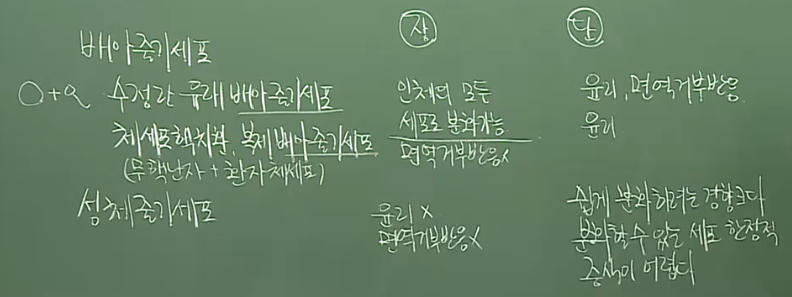 장 단
배아줄기세포
수정란 유래 배아줄기세포 인체의 모든 윤리, 면역거부반응
세포로 분화가능 윤리
체세포핵치환, 복제배아줄기세포 면역거부반응x
(무핵난자 + 환자체세포)
성체줄기세포 윤리 x 쉽게 분화하려는 경향크다
면역거부반응x 분화할 수 있는 세포 한정적
증식이 어렵다